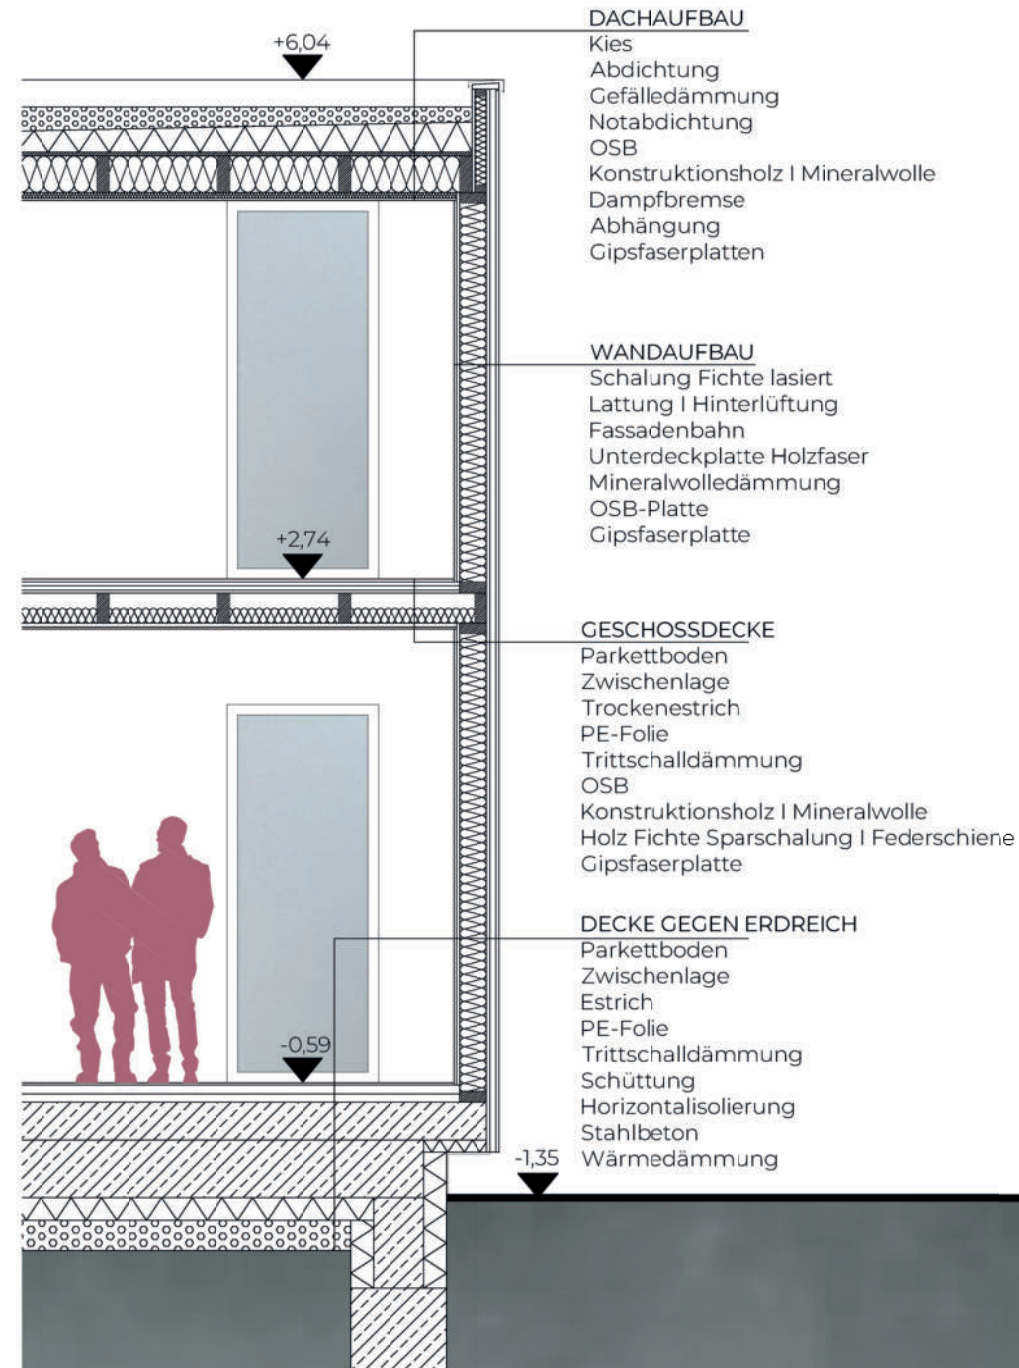 +6,04
DACHAUFBAU
Kies
Abdichtung
Gefälledämmung
Notabdichtung
OSB
Konstruktionsholz I Mineralwolle
Dampfbremse
Abhängung
Gipsfaserplatten
WANDAUFBAU
Schalung Fichte lasiert
Lattung I Hinterlüftung
Fassadenbahn
Unterdeckplatte Holzfaser
Mineralwolledämmung
OSB-Platte
Gipsfaserplatte
+2,74
GESCHOSSDECKE
Parkettboden
Zwischenlage
Trockenestrich
PE-Folie
Trittschalldämmung
OSB
Konstruktionsholz I Mineralwolle
Holz Fichte Sparschalung I Federschiene
Gipsfaserplatte
DECKE GEGEN ERDREICH
Parkettboden
Zwischenlage
Estrich
PE-Folie
Trittschalldämmung
Schüttung
Horizontalisolierung
Stahlbeton
Wärmedämmung
-0,59
-1,35